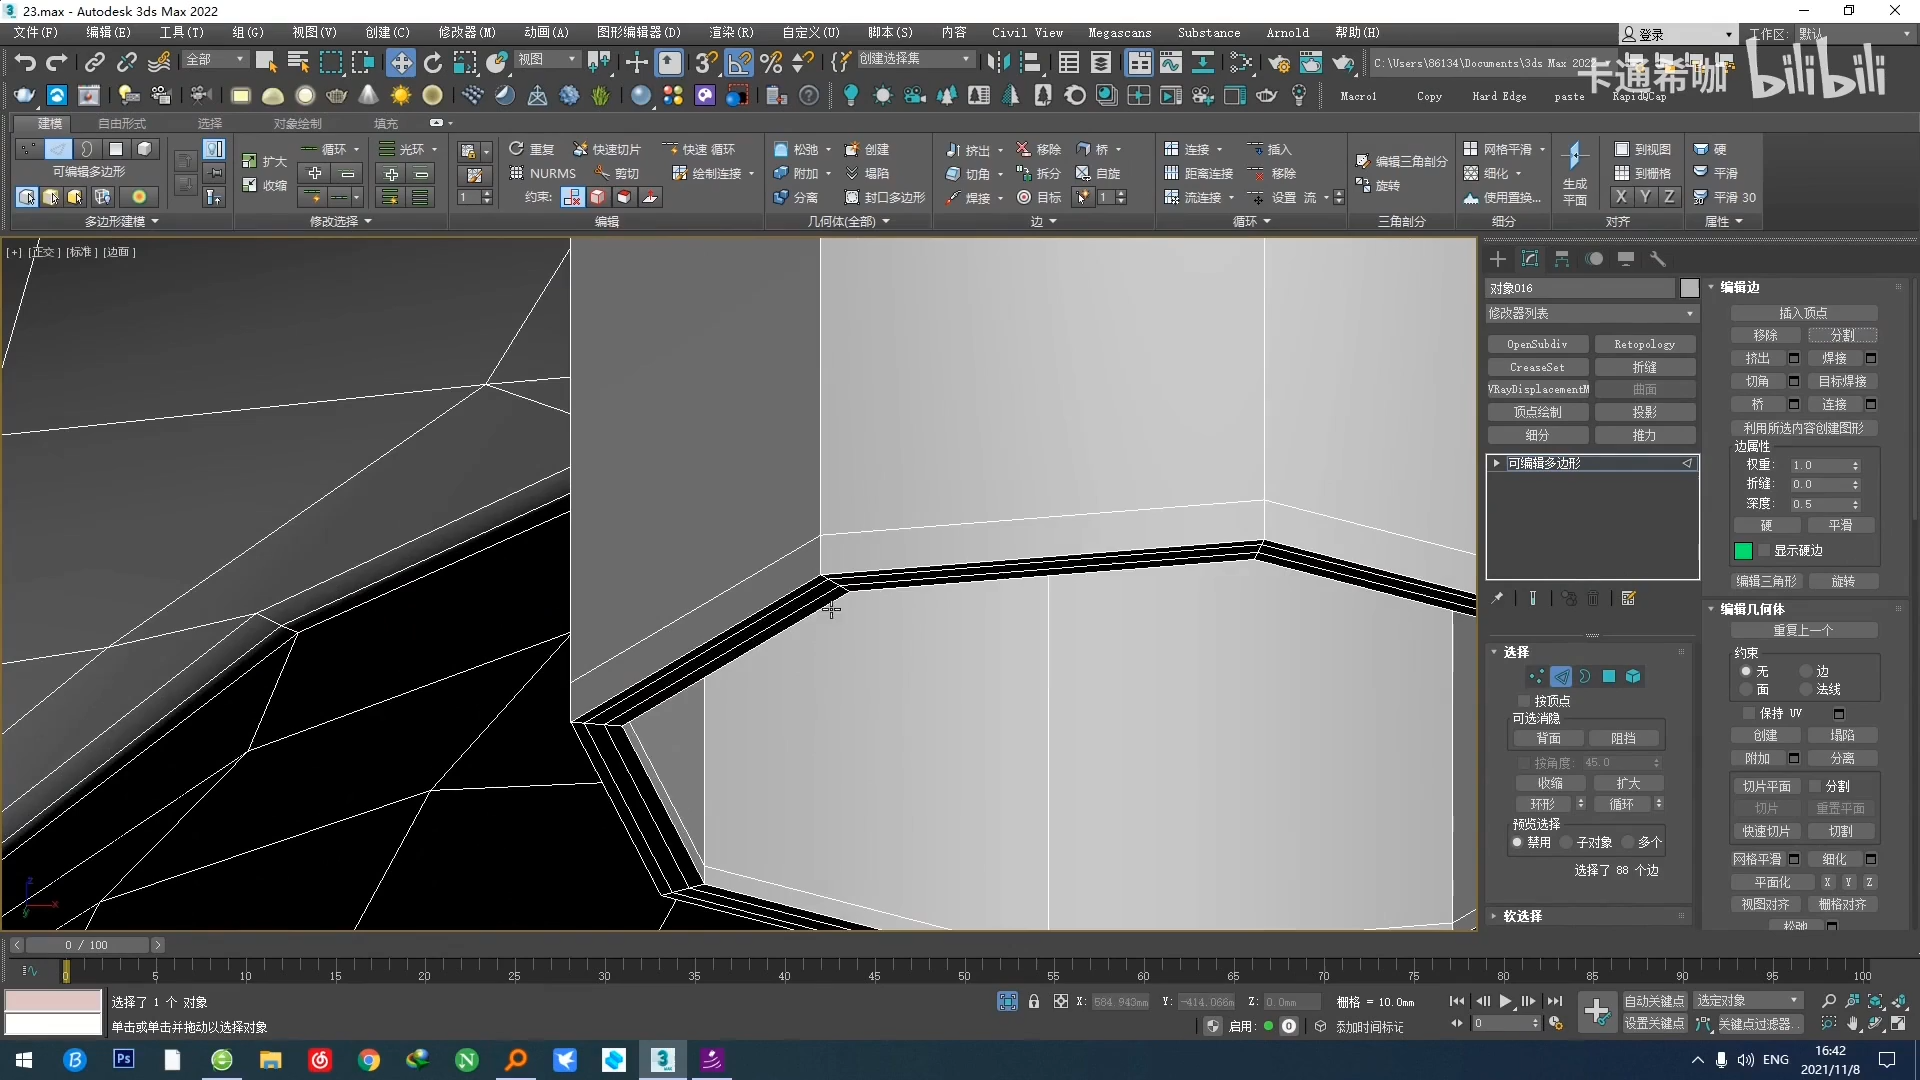 23.max - Autodesk 3ds Max 2022
文件(F) 编辑(E) 工具(T) 组(G) 视图(V) 创建(C) 修改器(M) 动画(A) 图形编辑器(D) 渲染(R) 自定义(U) 脚本(S) 内容 Civil View Megascans Substance Arnold 帮助(H)
登录 工作区: 默认
全部 视图 创建选择集 C:\Users\86134\Documents\3ds Max 2022
卡通希咖 bilibili
Macro1 Copy Hard Edge paste RapidQCap
建模 自由形式 选择 对象绘制 填充
可编辑多边形
多边形建模
扩大 循环 光环
收缩
修改选择
重复 快速切片 快速 循环
NURMS 剪切 绘制连接
1 约束:
编辑
松弛 创建
附加 塌陷
分离 封口多边形
几何体(全部)
挤出 移除 桥
切角 拆分 自旋
焊接 目标 1
边
连接 插入
距离连接 移除
流连接 设置 流
循环
编辑三角剖分
旋转
三角剖分
网格平滑
细化
使用置换...
细分
生成
平面
到视图
到栅格
X Y Z
对齐
硬
平滑
平滑 30
属性
[+] [正交] [标准] [边面]
对象016
修改器列表
OpenSubdiv Retopology
CreaseSet 折缝
VRayDisplacementM 曲面
顶点绘制 投影
细分 推力
可编辑多边形
选择
按顶点
可选消隐
背面 阻挡
按角度: 45.0
收缩 扩大
环形 循环
预览选择
禁用 子对象 多个
选择了 88 个边
软选择
编辑边
插入顶点
移除 分割
挤出 焊接
切角 目标焊接
桥 连接
利用所选内容创建图形
边属性
权重: 1.0
折缝: 0.0
深度: 0.5
硬 平滑
显示硬边
编辑三角形 旋转
编辑几何体
重复上一个
约束
无 边
面 法线
保持 UV
创建 塌陷
附加 分离
切片平面 分割
切片 重置平面
快速切片 切割
网格平滑 细化
平面化 X Y Z
视图对齐 栅格对齐
松弛
z
x
y
0 / 100
0 5 10 15 20 25 30 35 40 45 50 55 60 65 70 75 80 85 90 95 100
选择了 1 个 对象
单击或单击并拖动以选择对象
X: 584.943mm Y: -414.066m Z: 0.0mm 栅格 = 10.0mm
启用: 添加时间标记
0
自动关键点 选定对象
设置关键点 关键点过滤器...
ENG
16:42
2021/11/8